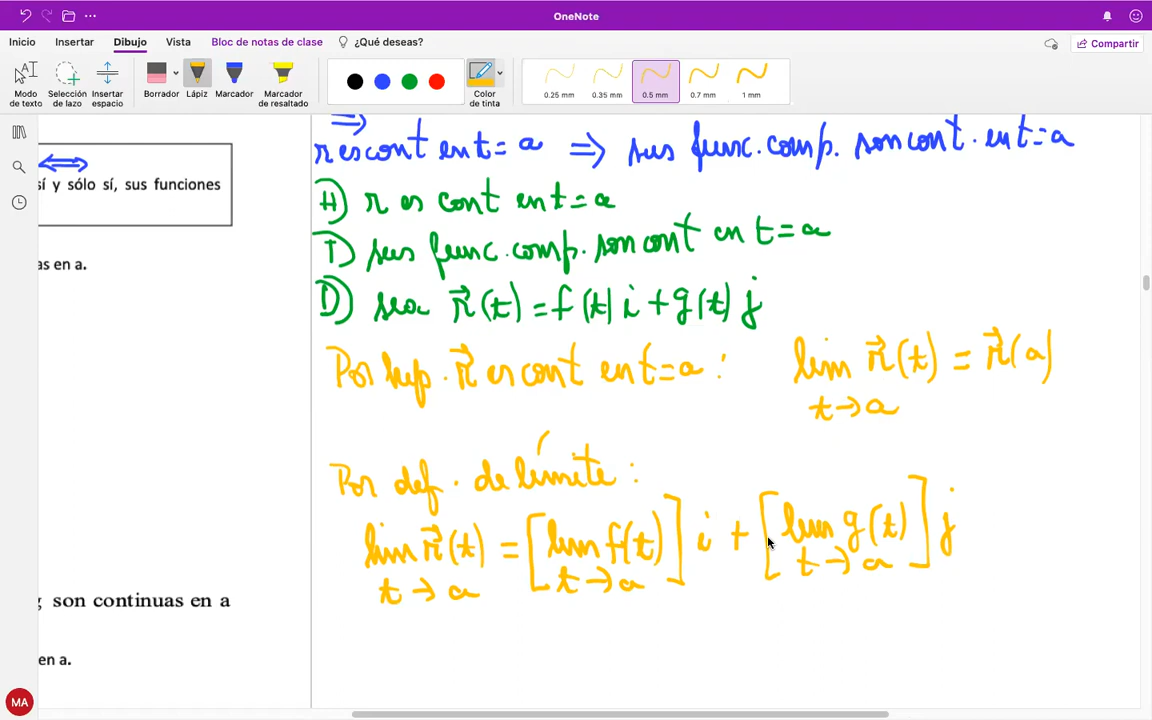 OneNote
Inicio Insertar Dibujo Vista Bloc de notas de clase ¿Qué deseas? Compartir
Modo de texto Selección de lazo Insertar espacio Borrador Lápiz Marcador Marcador de resaltado Color de tinta 0.25 mm 0.35 mm 0.5 mm 0.7 mm 1 mm
⟺
sí y sólo sí, sus funciones
as en a.
son continuas en a
en a.
⟹
r es cont en t = a ⟹ sus func. comp. son cont. en t = a
H) r es cont en t = a
T) sus func. comp. son cont en t = a
D) sea r⃗(t) = f(t) i + g(t) j
Por hip. r⃗ es cont en t = a : lim r⃗(t) = r⃗(a)
t → a
Por def. de límite :
lim r⃗(t) = [lim f(t)] i + [lim g(t)] j
t → a t → a t → a
MA